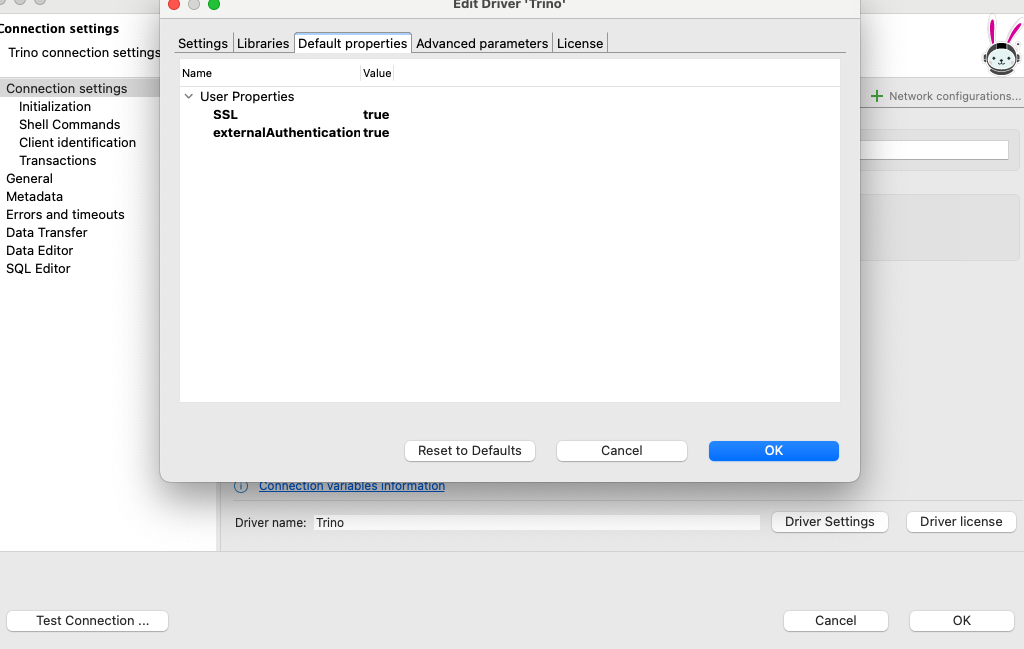 Edit Driver 'Trino'
Connection settings
Trino connection settings
Settings
Libraries
Default properties
Advanced parameters
License
Name
Value
User Properties
SSL
true
externalAuthentication
true
Connection settings
Initialization
Shell Commands
Client identification
Transactions
General
Metadata
Errors and timeouts
Data Transfer
Data Editor
SQL Editor
Network configurations...
Reset to Defaults
Cancel
OK
Connection variables information
Driver name:
Trino
Driver Settings
Driver license
Test Connection ...
Cancel
OK